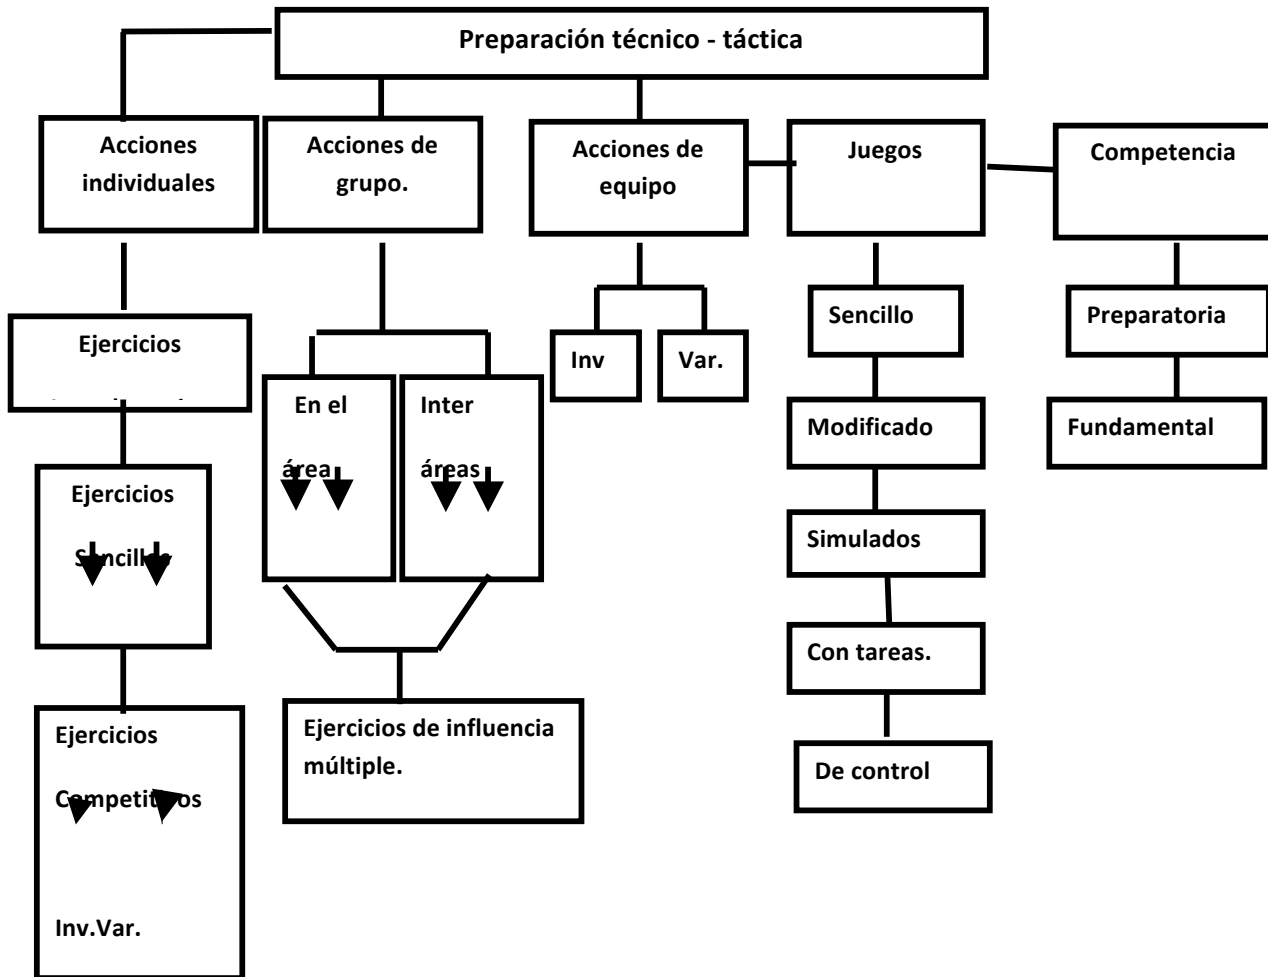 Preparación técnico - táctica
Acciones
individuales
Acciones de
grupo.
Acciones de
equipo
Juegos
Competencia
Ejercicios
En el
área
Inter
áreas
Inv
Var.
Sencillo
Preparatoria
Modificado
Fundamental
Ejercicios
Sencillos
Simulados
Con tareas.
Ejercicios
Competitivos
Inv.Var.
Ejercicios de influencia
múltiple.
De control